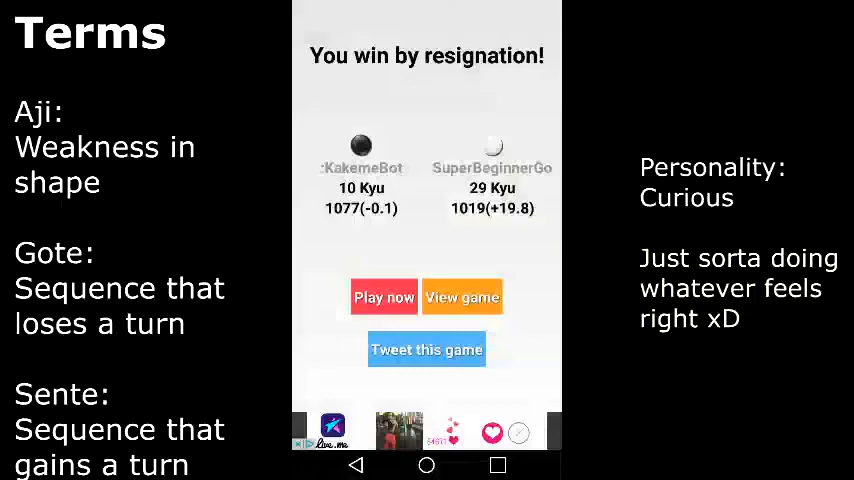 Terms
Aji:
Weakness in
shape
Gote:
Sequence that
loses a turn
Sente:
Sequence that
gains a turn
You win by resignation!
:KakemeBot SuperBeginnerGo
10 Kyu 29 Kyu
1077(-0.1) 1019(+19.8)
Play now View game
Tweet this game
Live.me
Personality:
Curious
Just sorta doing
whatever feels
right xD